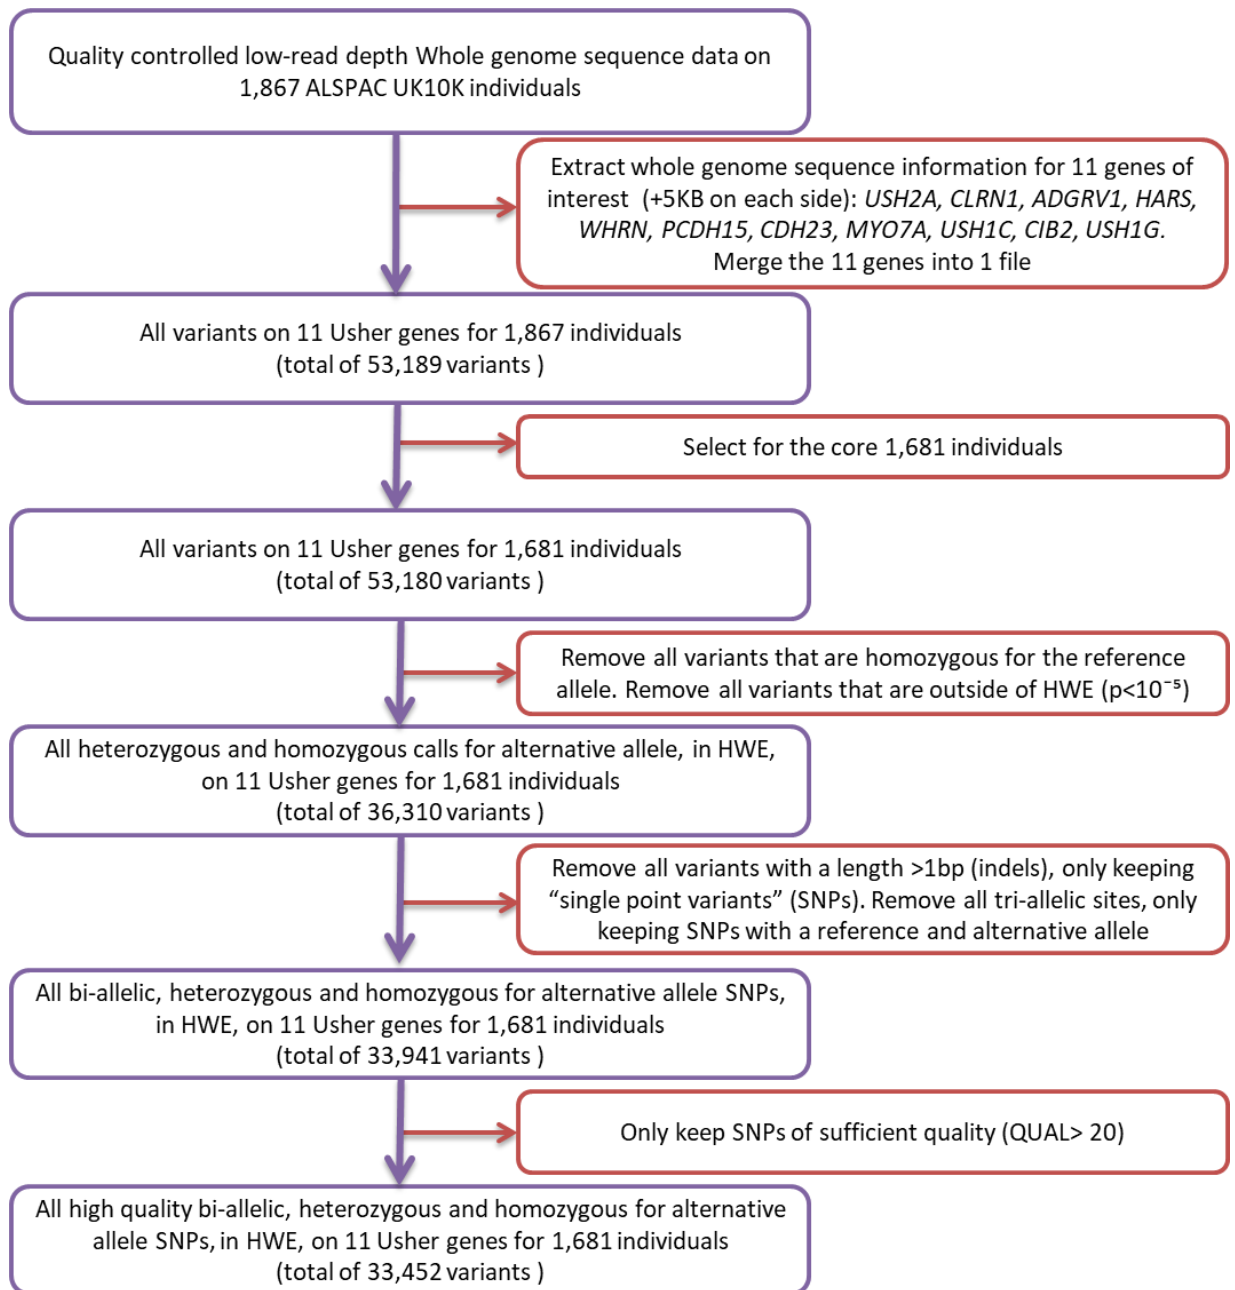 Quality controlled low-read depth Whole genome sequence data on
1,867 ALSPAC UK10K individuals
Extract whole genome sequence information for 11 genes of
interest (+5KB on each side): USH2A, CLRN1, ADGRV1, HARS,
WHRN, PCDH15, CDH23, MYO7A, USH1C, CIB2, USH1G.
Merge the 11 genes into 1 file
All variants on 11 Usher genes for 1,867 individuals
(total of 53,189 variants )
Select for the core 1,681 individuals
All variants on 11 Usher genes for 1,681 individuals
(total of 53,180 variants )
Remove all variants that are homozygous for the reference
allele. Remove all variants that are outside of HWE (p<10⁻⁵)
All heterozygous and homozygous calls for alternative allele, in HWE,
on 11 Usher genes for 1,681 individuals
(total of 36,310 variants )
Remove all variants with a length >1bp (indels), only keeping
“single point variants” (SNPs). Remove all tri-allelic sites, only
keeping SNPs with a reference and alternative allele
All bi-allelic, heterozygous and homozygous for alternative allele SNPs,
in HWE, on 11 Usher genes for 1,681 individuals
(total of 33,941 variants )
Only keep SNPs of sufficient quality (QUAL> 20)
All high quality bi-allelic, heterozygous and homozygous for alternative
allele SNPs, in HWE, on 11 Usher genes for 1,681 individuals
(total of 33,452 variants )